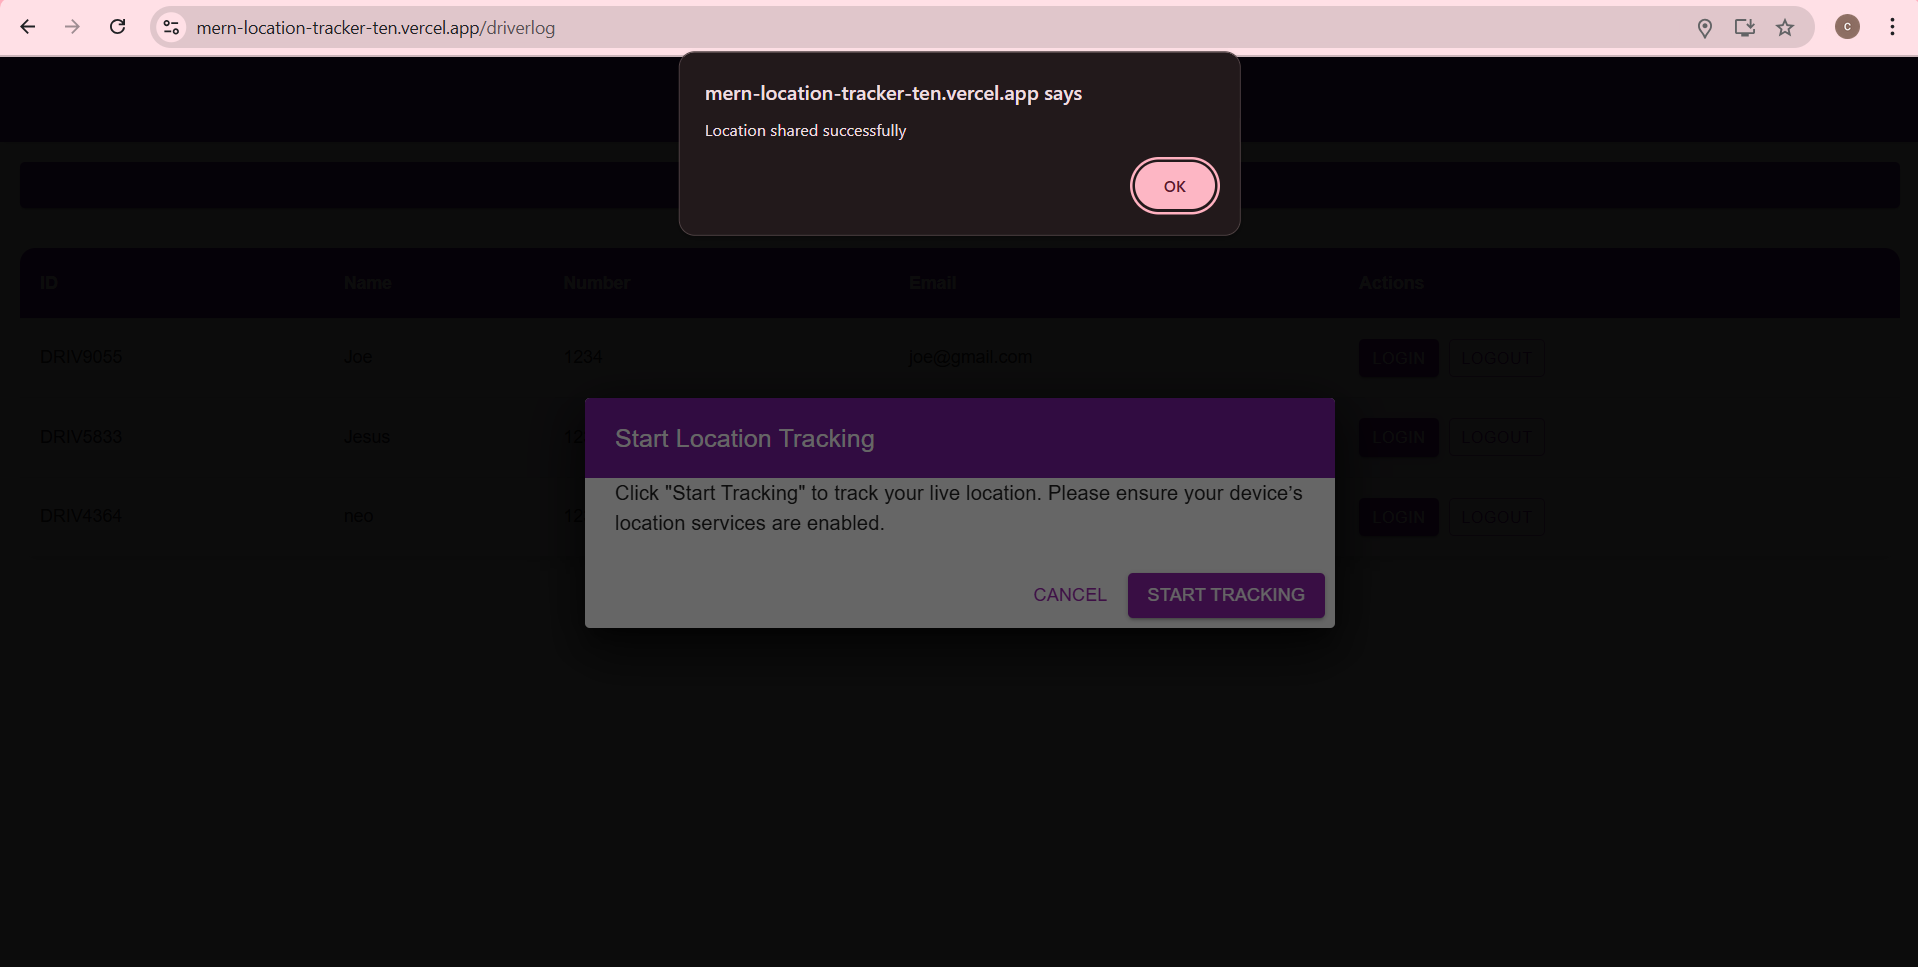 mern-location-tracker-ten.vercel.app/driverlog
C
mern-location-tracker-ten.vercel.app says
Location shared successfully
OK
ID Name Number Email Actions
DRIV9055 Joe 1234 joe@gmail.com LOGIN LOGOUT
DRIV5833 Jesus 12 LOGIN LOGOUT
DRIV4364 neo 12 LOGIN LOGOUT
Start Location Tracking
Click "Start Tracking" to track your live location. Please ensure your device's
location services are enabled.
CANCEL START TRACKING